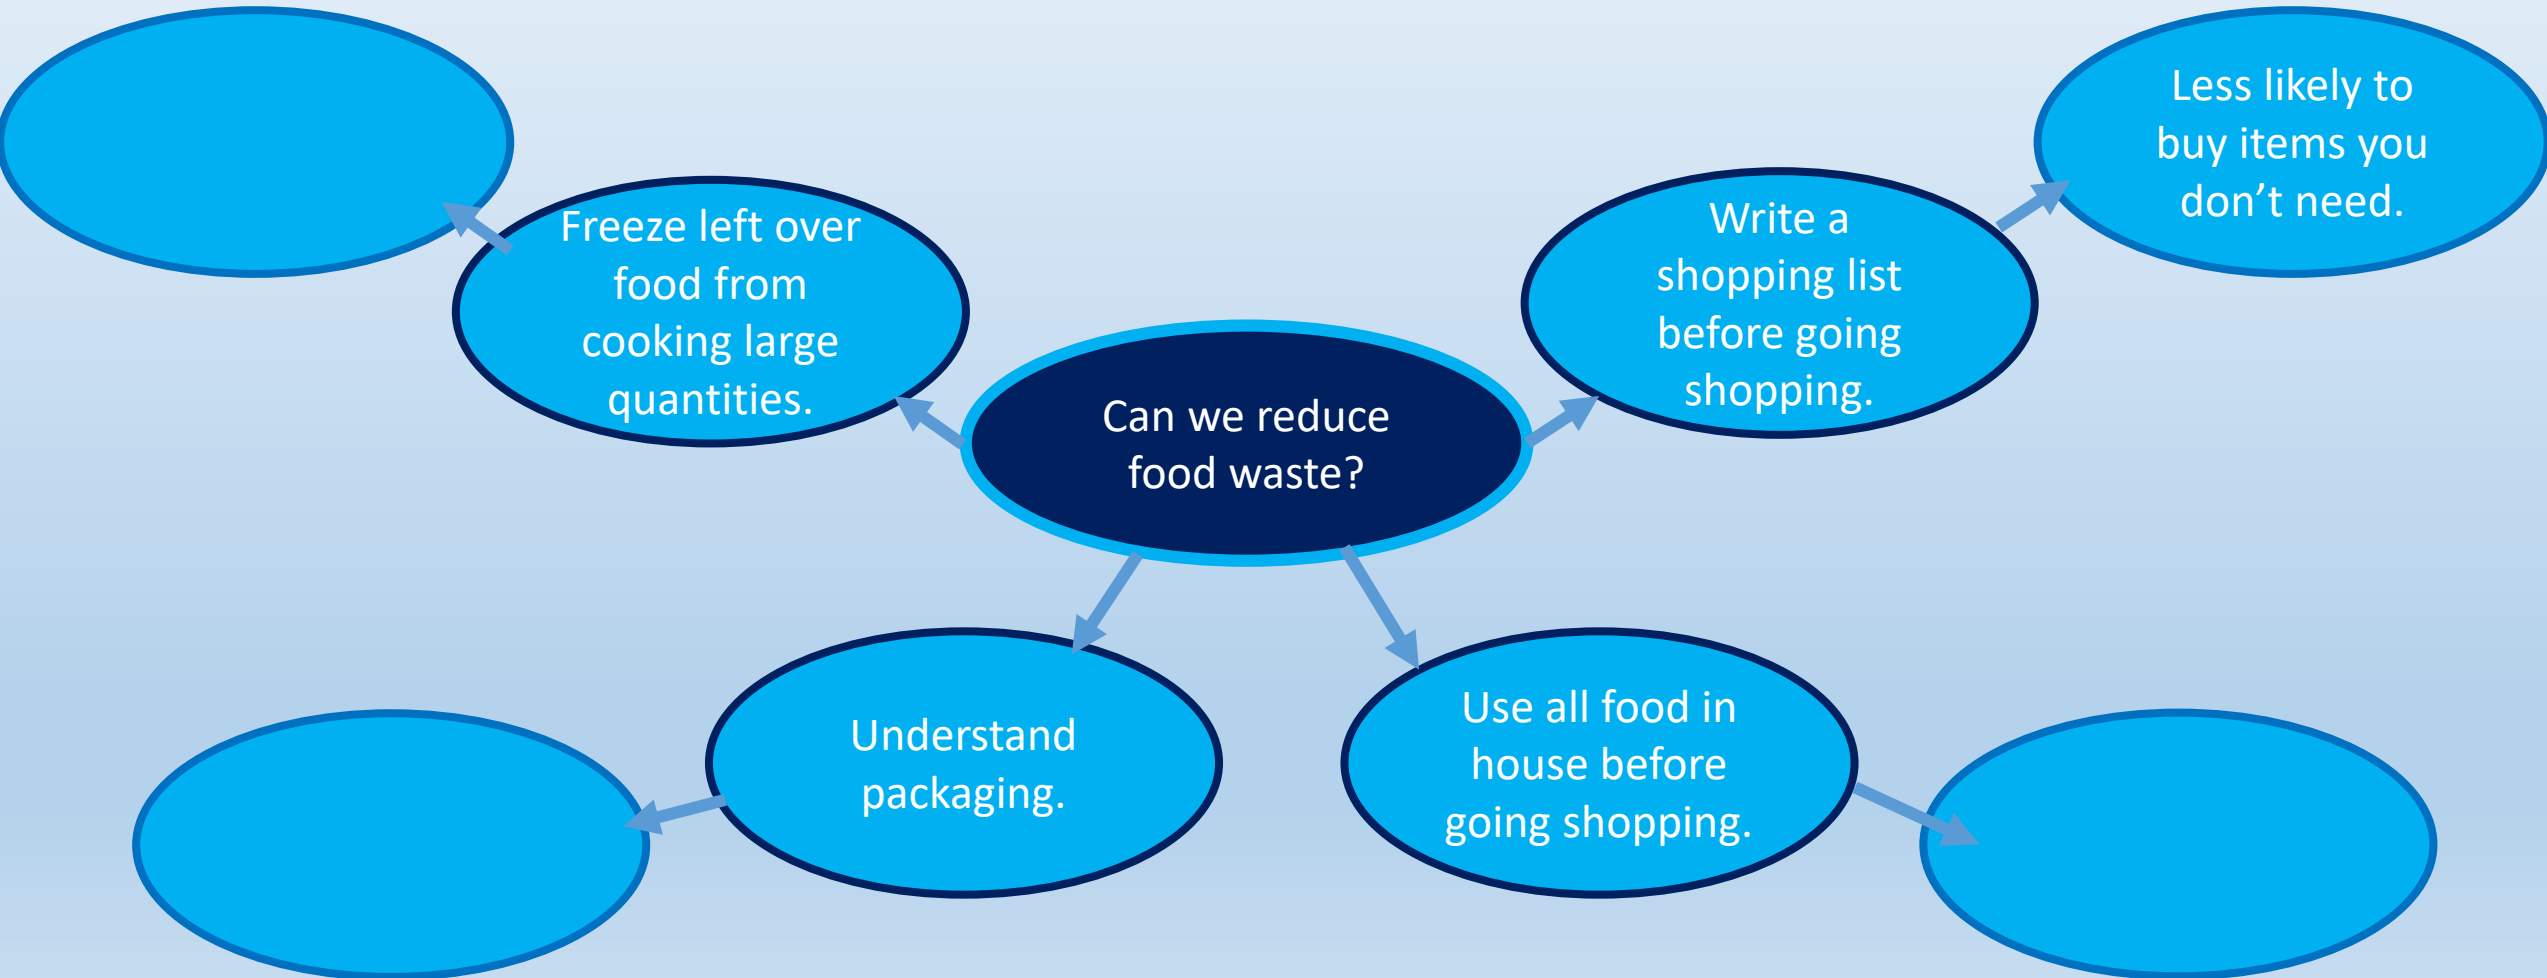 Less likely to
buy items you
don’t need.
Freeze left over
food from
cooking large
quantities.
Write a
shopping list
before going
shopping.
Can we reduce
food waste?
Understand
packaging.
Use all food in
house before
going shopping.